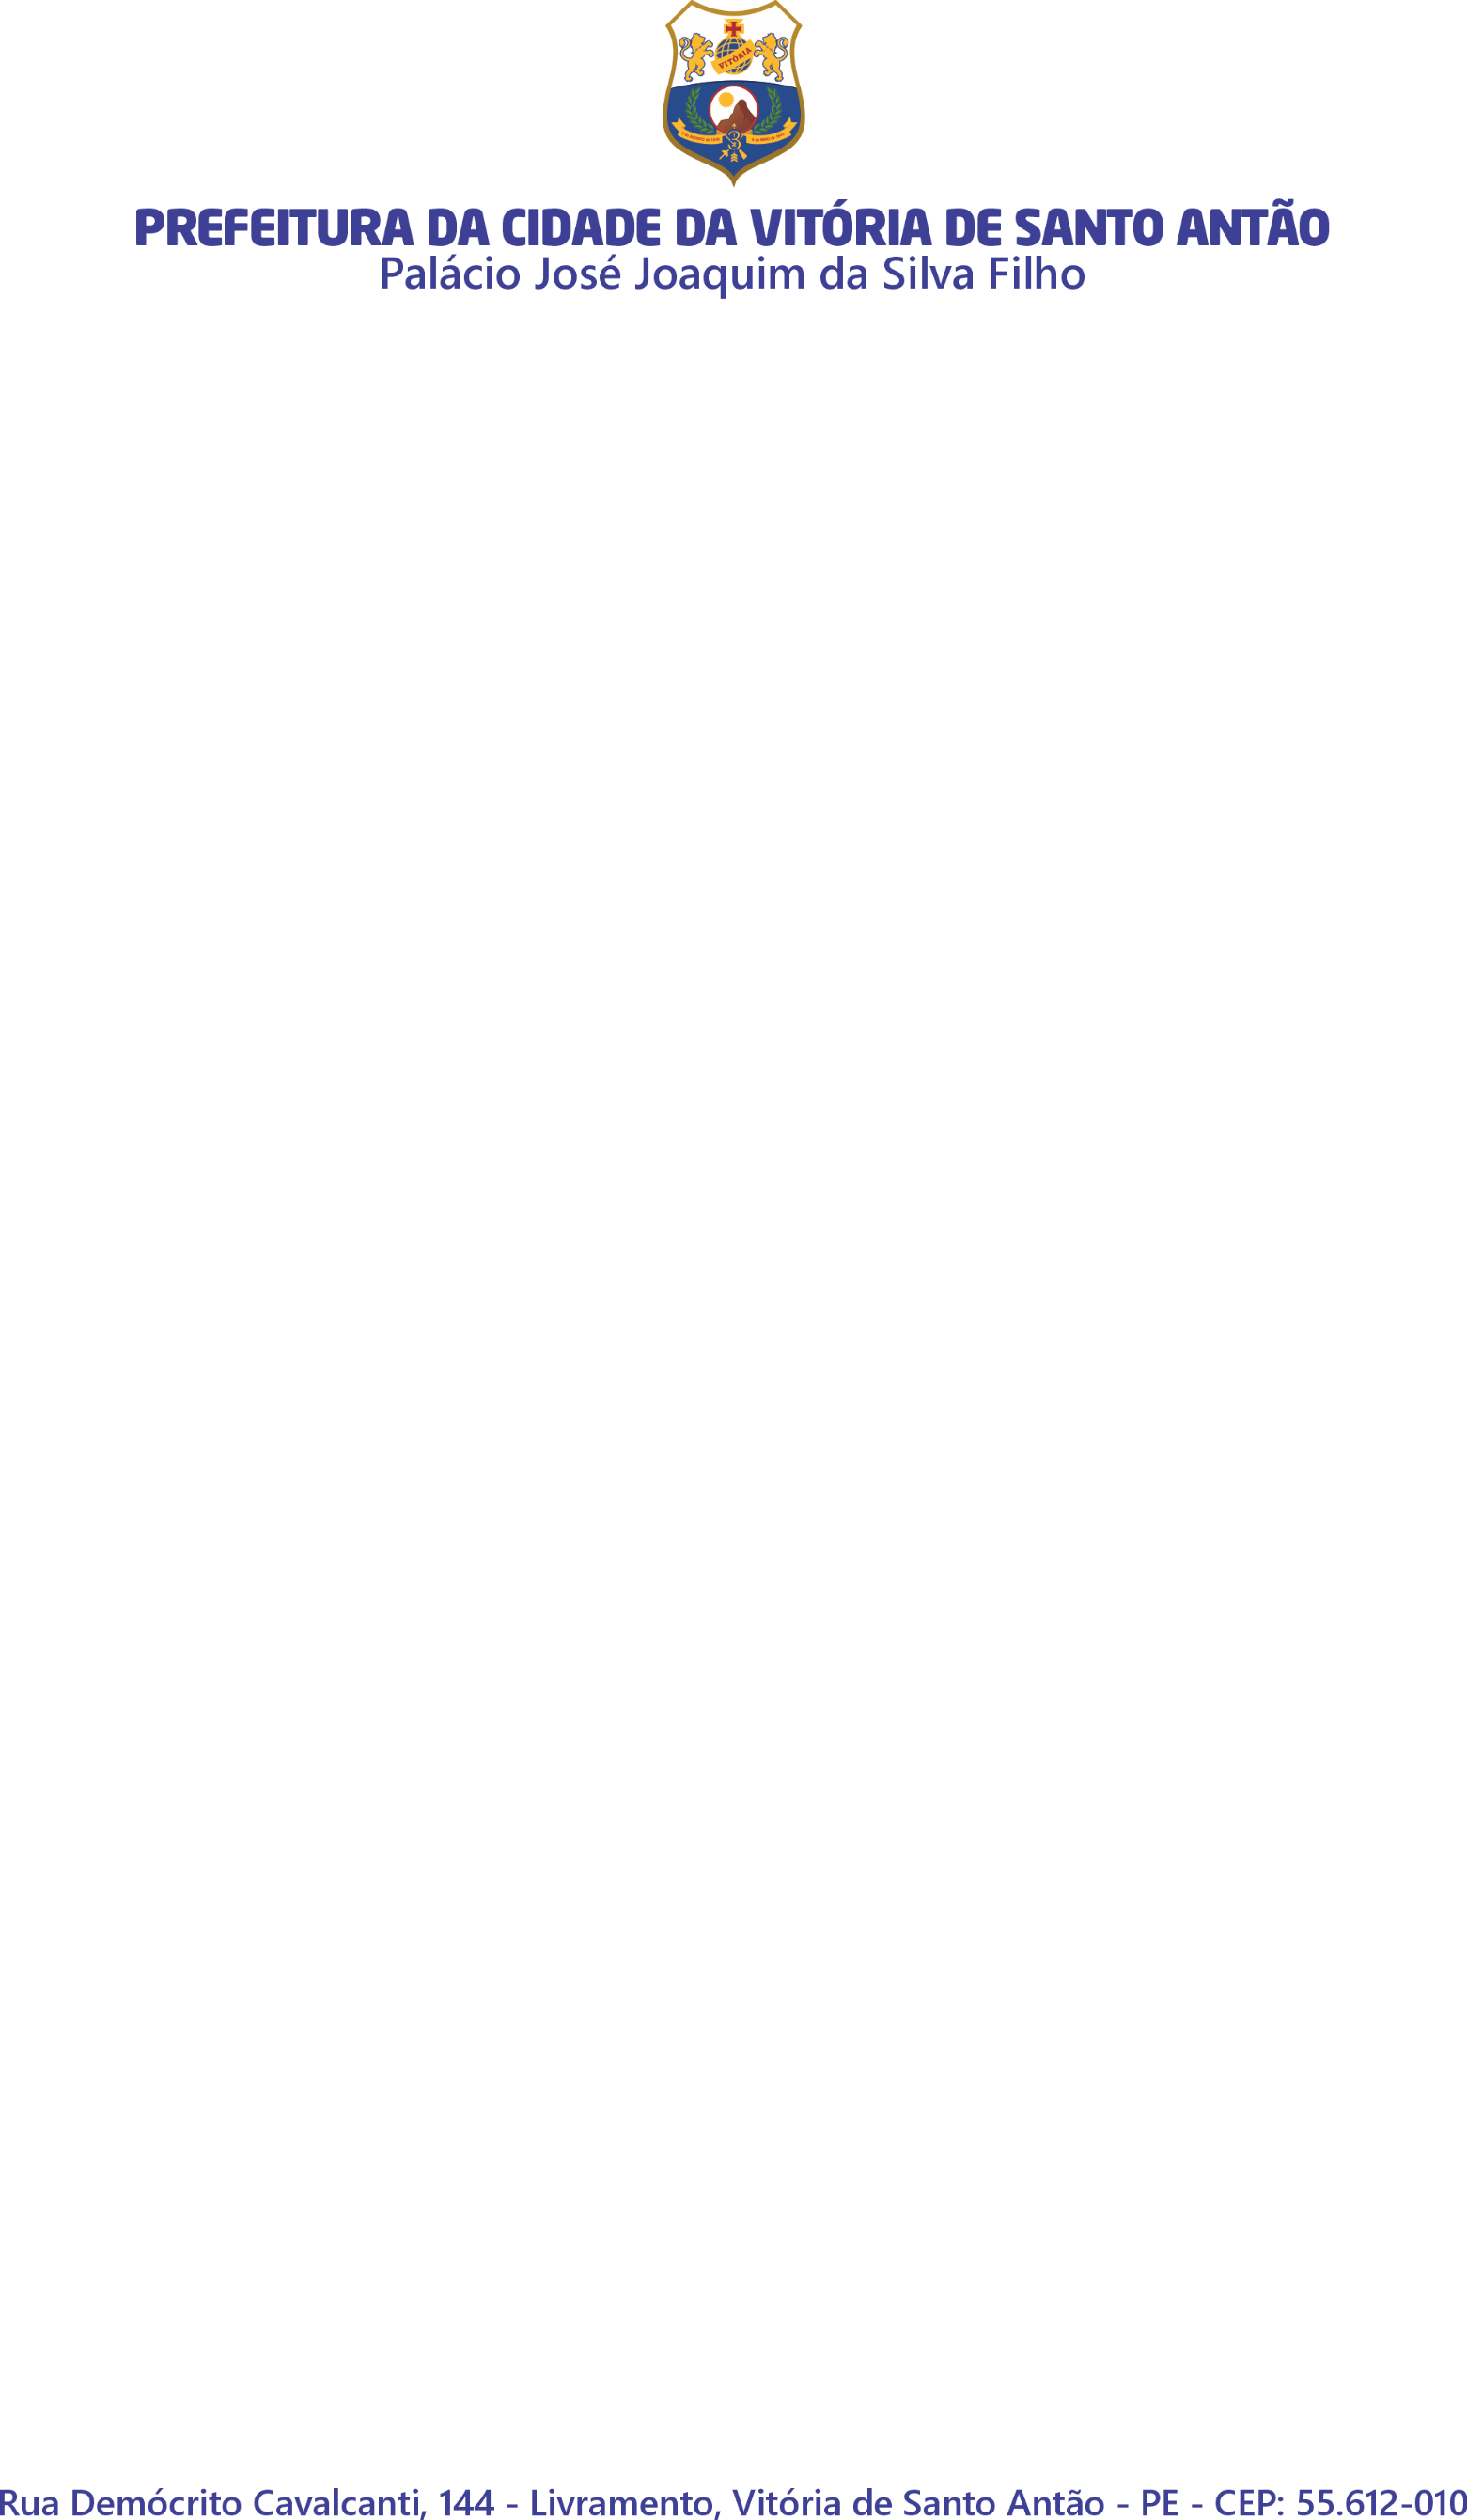 VITÓRIA
PREFEITURA DA CIDADE DA VITÓRIA DE SANTO ANTÃO
Palácio José Joaquim da Silva Filho
Rua Demócrito Cavalcanti, 144 - Livramento, Vitória de Santo Antão - PE - CEP: 55.612-010